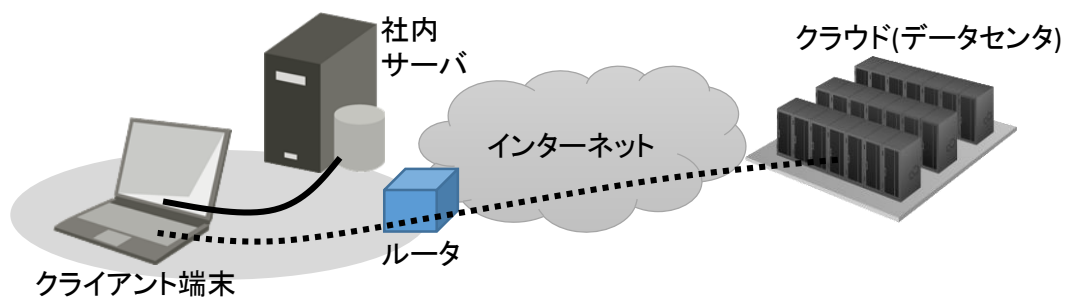 社内
サーバ
クラウド(データセンタ)
インターネット
ルータ
クライアント端末